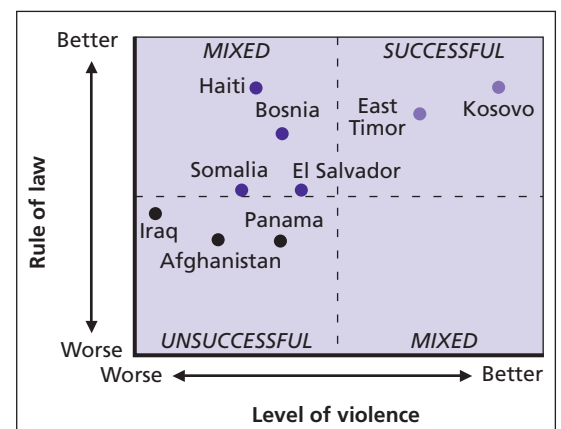 Better
MIXED
SUCCESSFUL
Haiti
Bosnia
East
Timor
Kosovo
Somalia
El Salvador
Rule of law
Iraq
Panama
Afghanistan
UNSUCCESSFUL
MIXED
Worse
Worse
Better
Level of violence